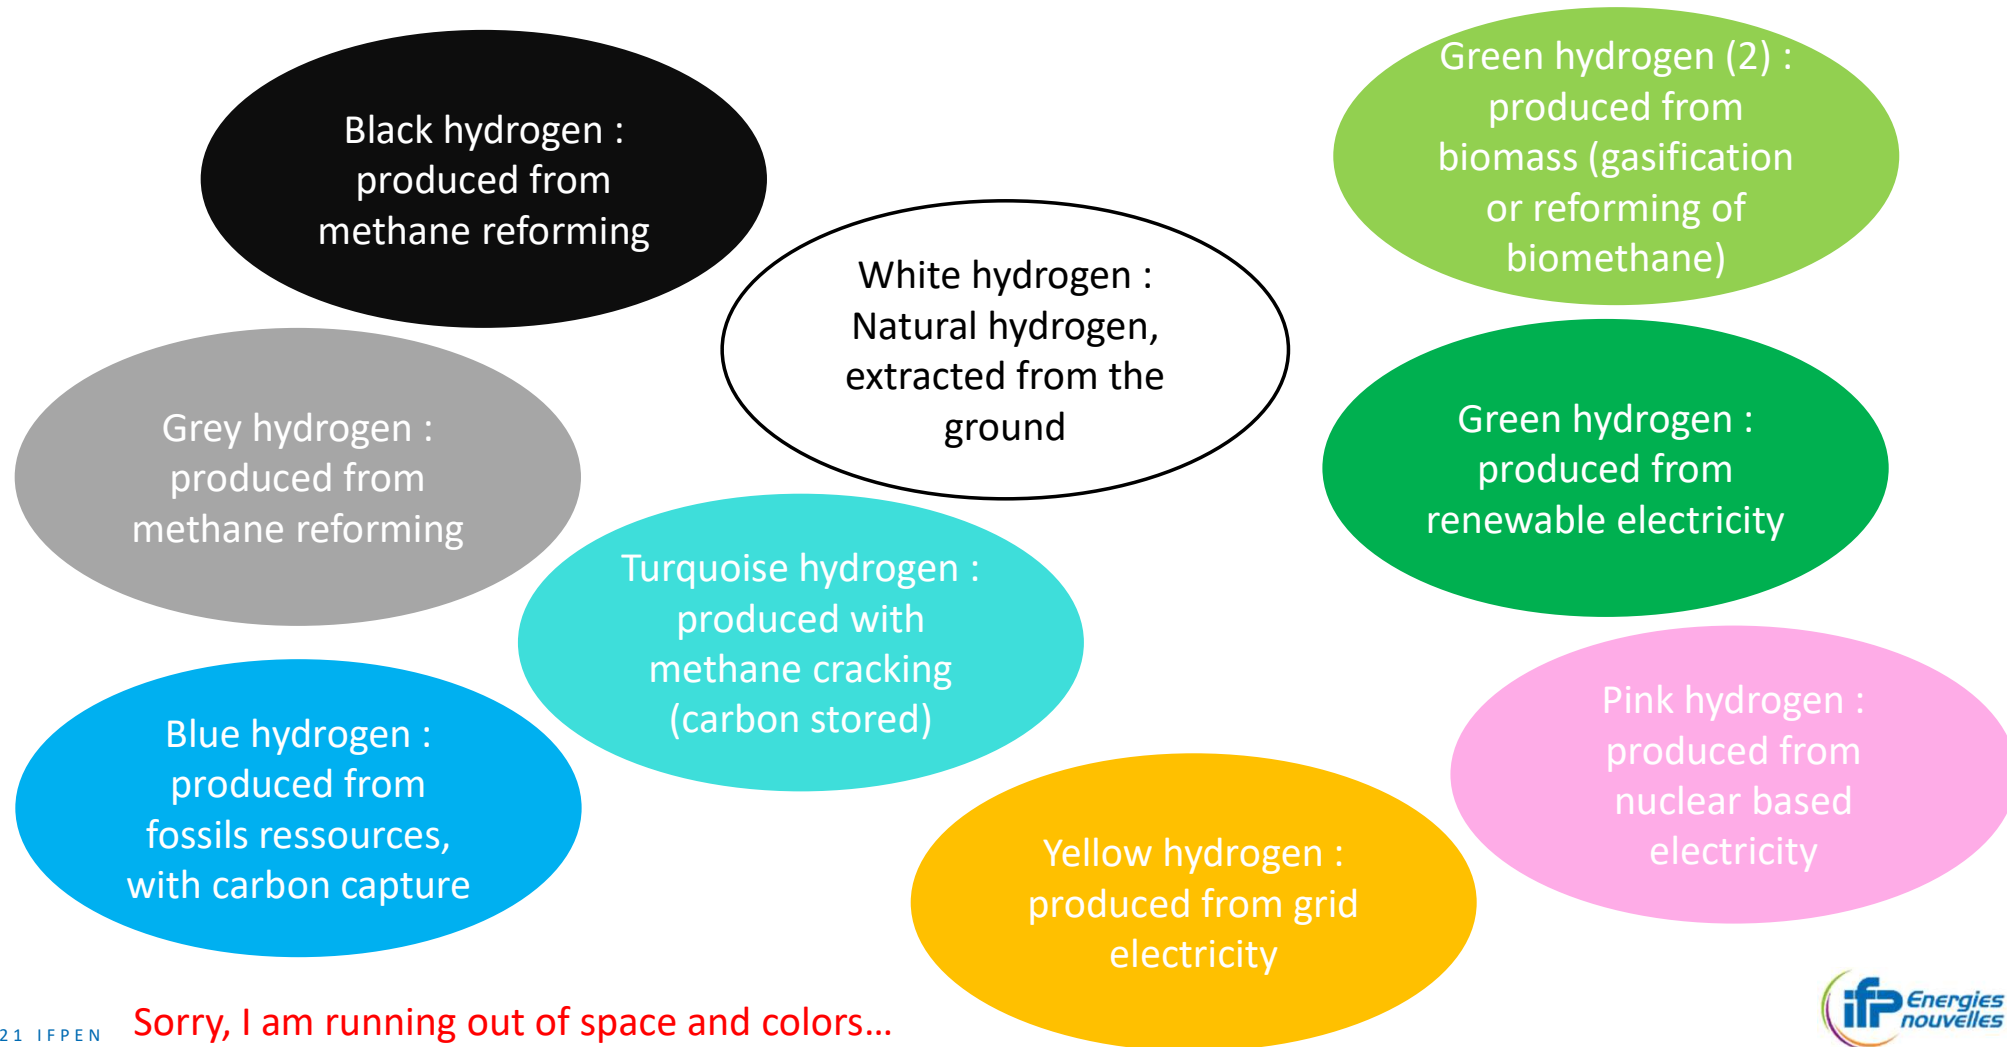 Black hydrogen :
produced from
methane reforming
Green hydrogen (2) :
produced from
biomass (gasification
or reforming of
biomethane)
White hydrogen :
Natural hydrogen,
extracted from the
ground
Grey hydrogen :
produced from
methane reforming
Green hydrogen :
produced from
renewable electricity
Turquoise hydrogen :
produced with
methane cracking
(carbon stored)
Blue hydrogen :
produced from
fossils ressources,
with carbon capture
Pink hydrogen :
produced from
nuclear based
electricity
Yellow hydrogen :
produced from grid
electricity
21 IFPEN
Sorry, I am running out of space and colors...
ifp Energies
nouvelles